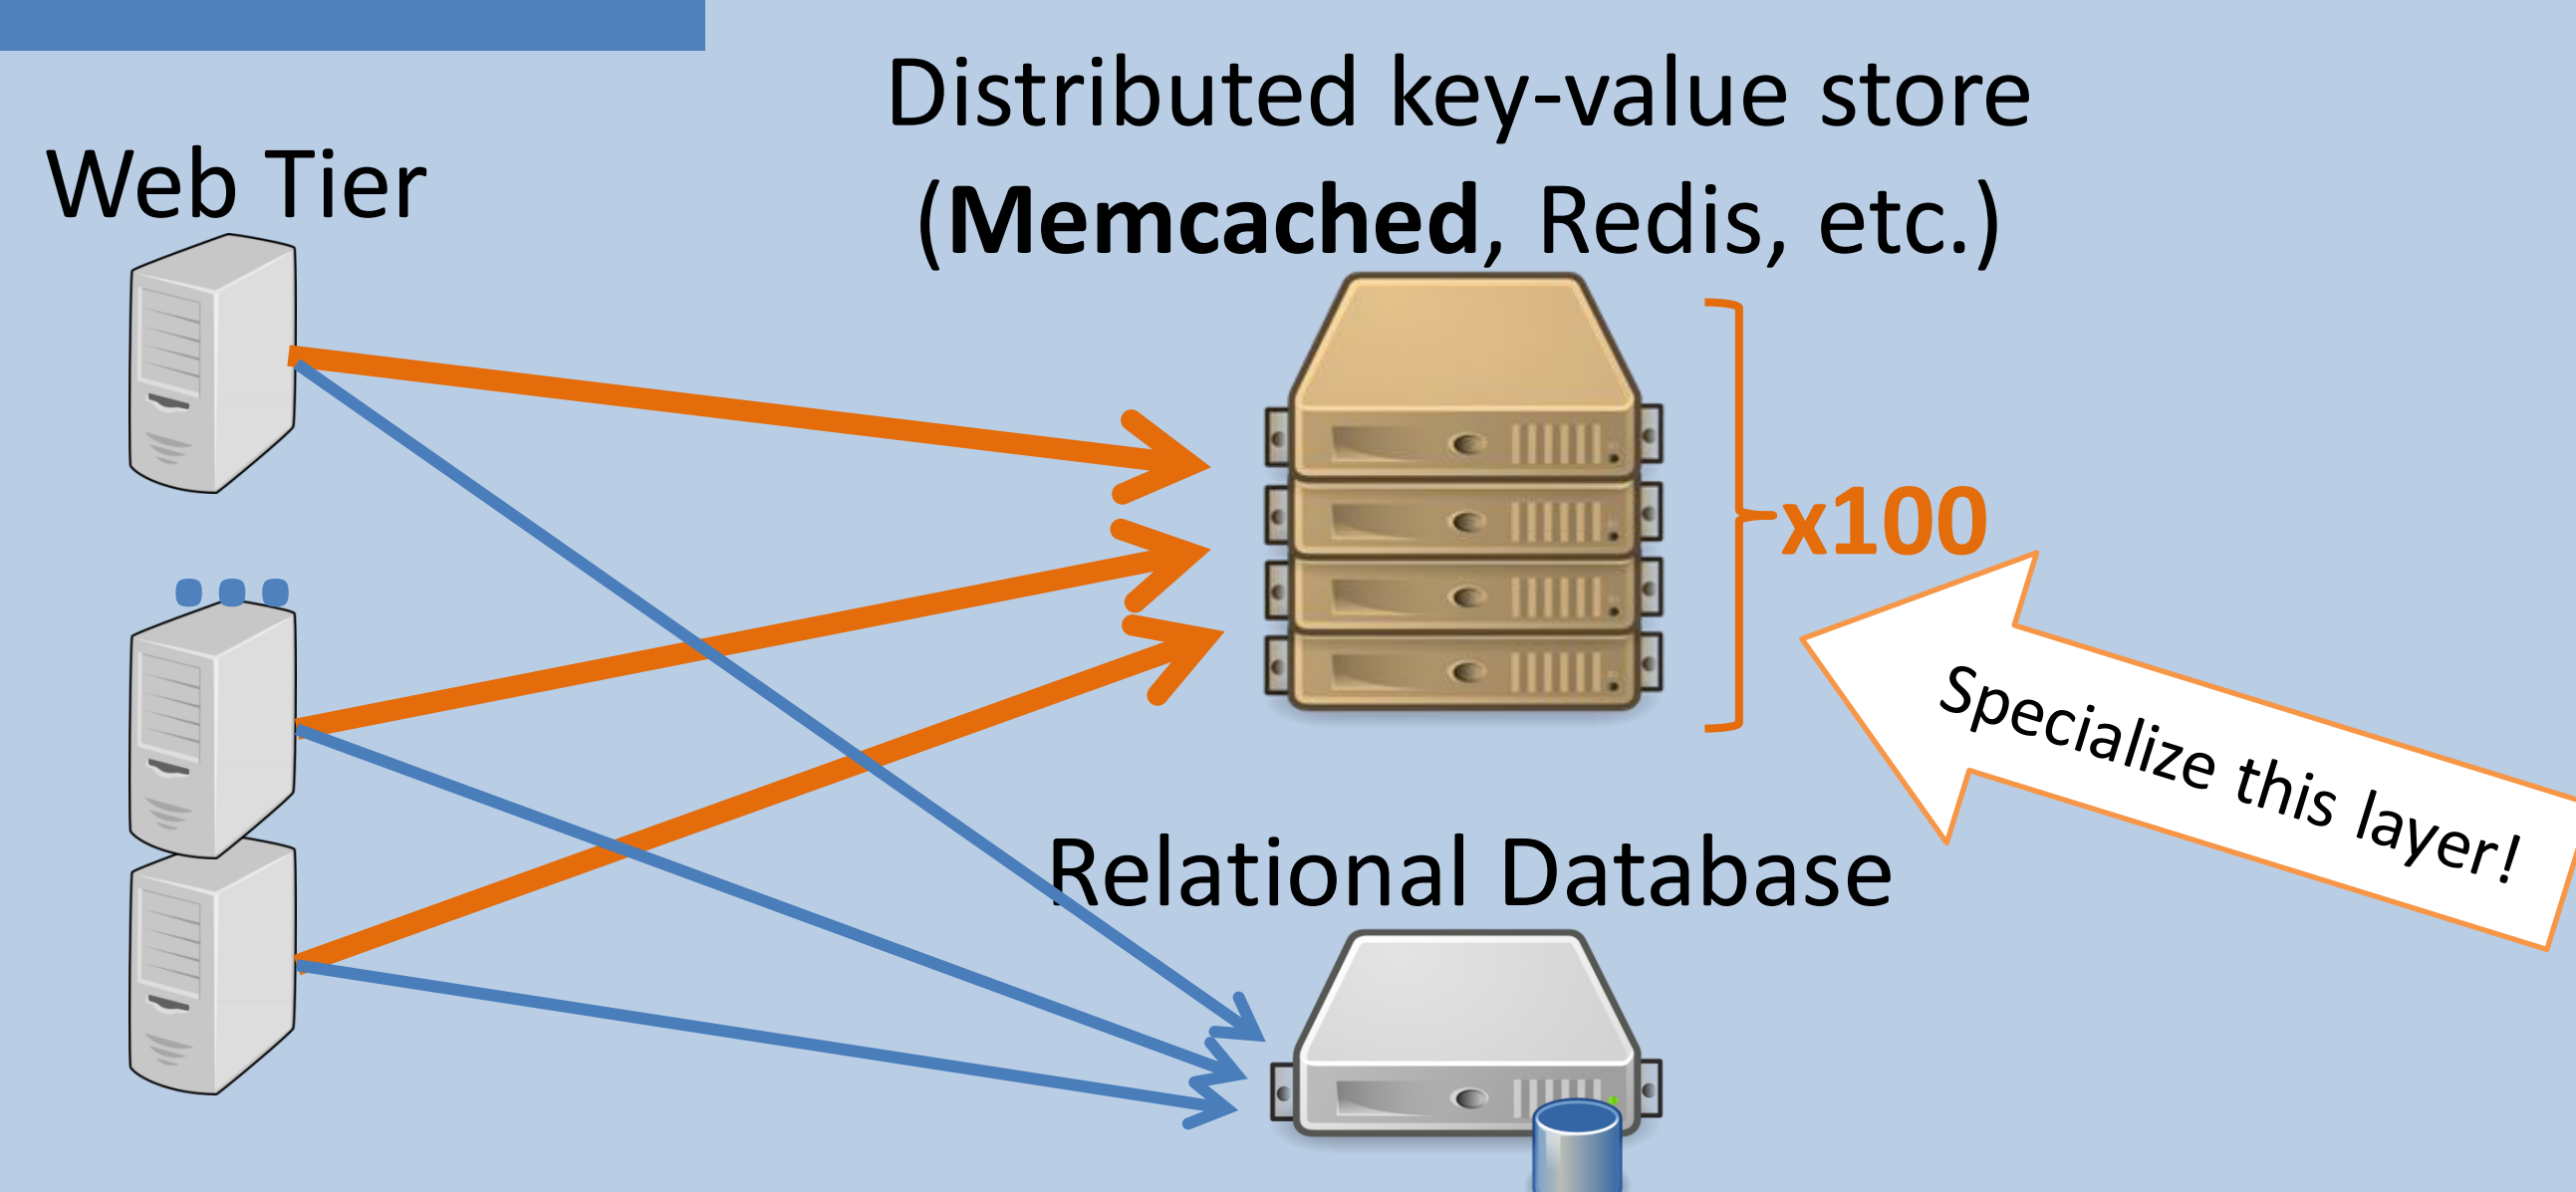 Distributed key-value store
(Memcached, Redis, etc.)
Web Tier
x100
Specialize this layer!
Relational Database